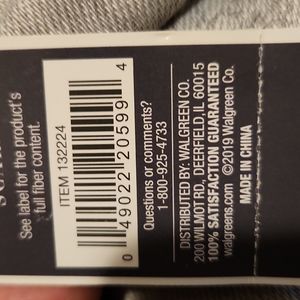 See label for the product's
full fiber content.
ITEM 132224
0 49022 20599 4
Questions or comments?
1-800-925-4733
DISTRIBUTED BY: WALGREEN CO.
200 WILMOT RD., DEERFIELD, IL 60015
100% SATISFACTION GUARANTEED
walgreens.com ©2019 Walgreen Co.
MADE IN CHINA